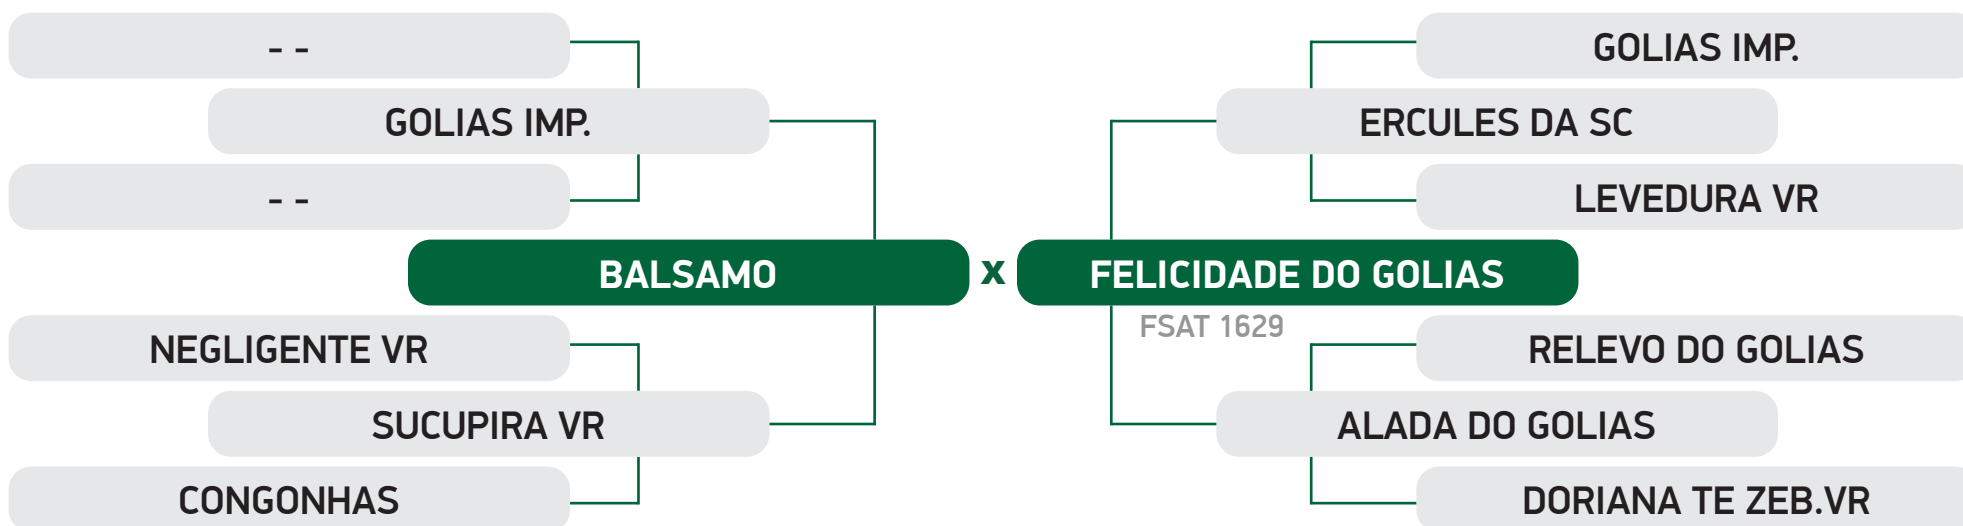 - -
GOLIAS IMP.
GOLIAS IMP.
ERCULES DA SC
- -
LEVEDURA VR
BALSAMO x FELICIDADE DO GOLIAS
FSAT 1629
NEGLIGENTE VR
RELEVO DO GOLIAS
SUCUPIRA VR
ALADA DO GOLIAS
CONGONHAS
DORIANA TE ZEB.VR